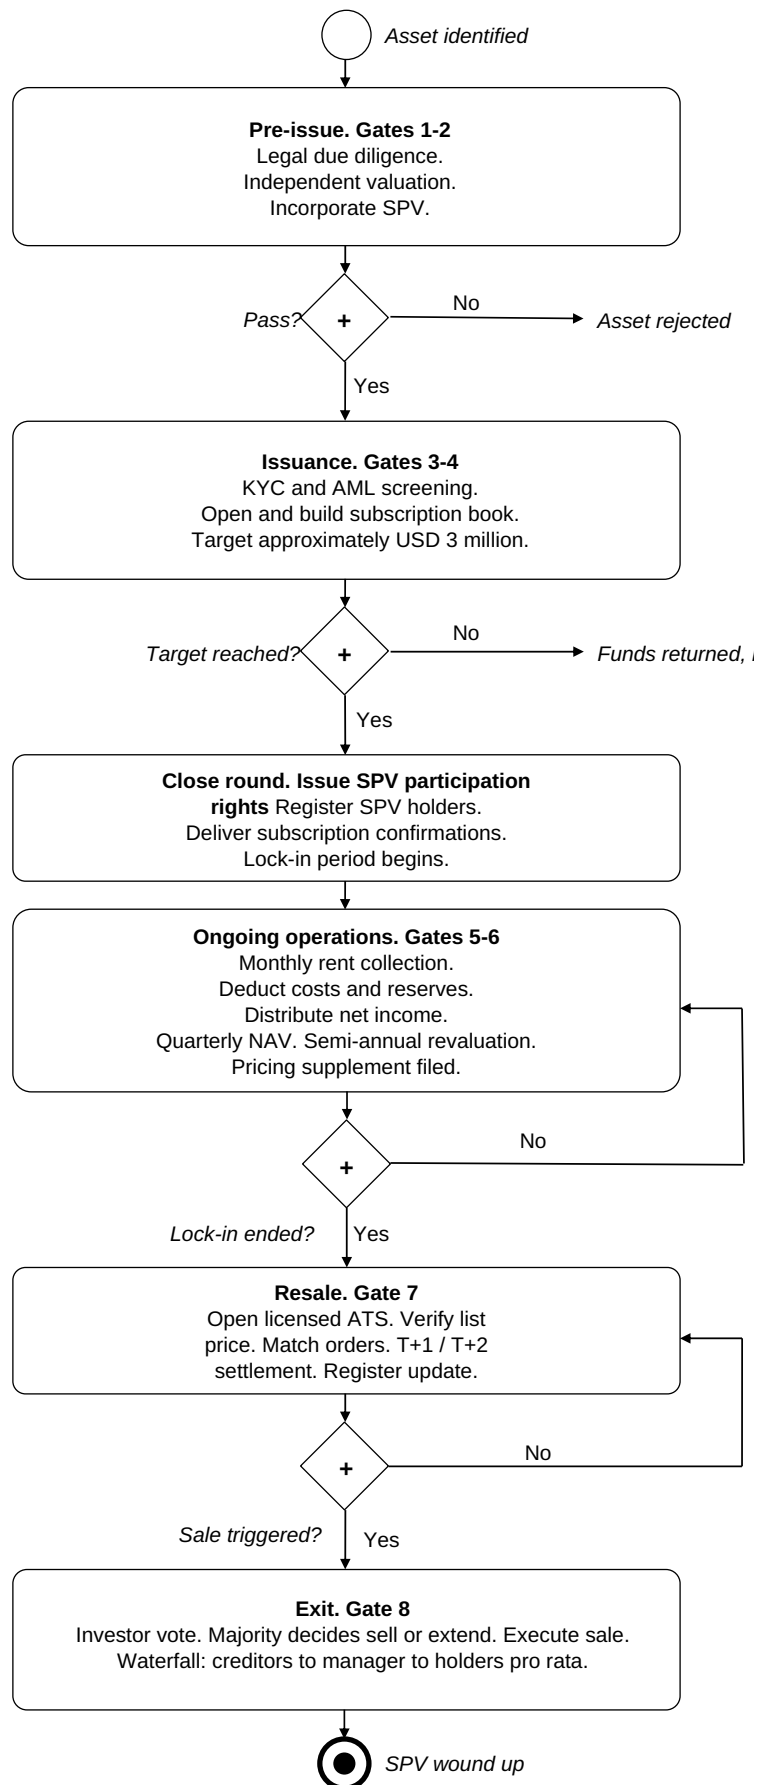 Asset identified
Pre-issue. Gates 1-2
Legal due diligence.
Independent valuation.
Incorporate SPV.
Pass?
+
No
Asset rejected
Yes
Issuance. Gates 3-4
KYC and AML screening.
Open and build subscription book.
Target approximately USD 3 million.
Target reached?
+
No
Funds returned,
Yes
Close round. Issue SPV participation
rights Register SPV holders.
Deliver subscription confirmations.
Lock-in period begins.
Ongoing operations. Gates 5-6
Monthly rent collection.
Deduct costs and reserves.
Distribute net income.
Quarterly NAV. Semi-annual revaluation.
Pricing supplement filed.
+
No
Lock-in ended?
Yes
Resale. Gate 7
Open licensed ATS. Verify list
price. Match orders. T+1 / T+2
settlement. Register update.
+
No
Sale triggered?
Yes
Exit. Gate 8
Investor vote. Majority decides sell or extend. Execute sale.
Waterfall: creditors to manager to holders pro rata.
SPV wound up